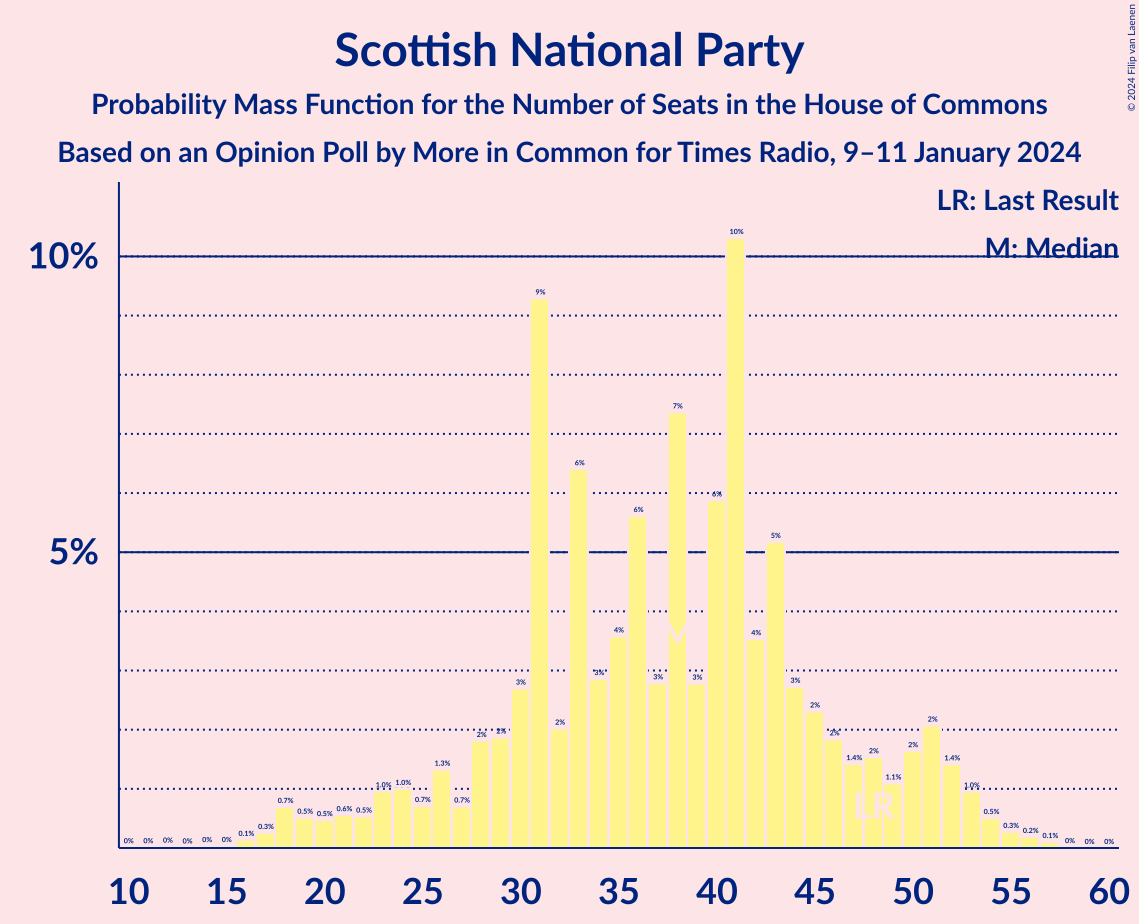 Scottish National Party
Probability Mass Function for the Number of Seats in the House of Commons
Based on an Opinion Poll by More in Common for Times Radio, 9–11 January 2024
© 2024 Filip van Laenen
LR: Last Result
M: Median
10%
5%
0% 0% 0% 0% 0% 0% 0.1% 0.3% 0.7% 0.5% 0.5% 0.6% 0.5% 1.0% 1.0% 0.7% 1.3% 0.7% 2% 2% 3% 9% 2% 6% 3% 4% 6% 3% 7% 3% 6% 10% 4% 5% 3% 2% 2% 1.4% 2% 1.1% 2% 2% 1.4% 1.0% 0.5% 0.3% 0.2% 0.1% 0% 0% 0%
M
LR
10 15 20 25 30 35 40 45 50 55 60